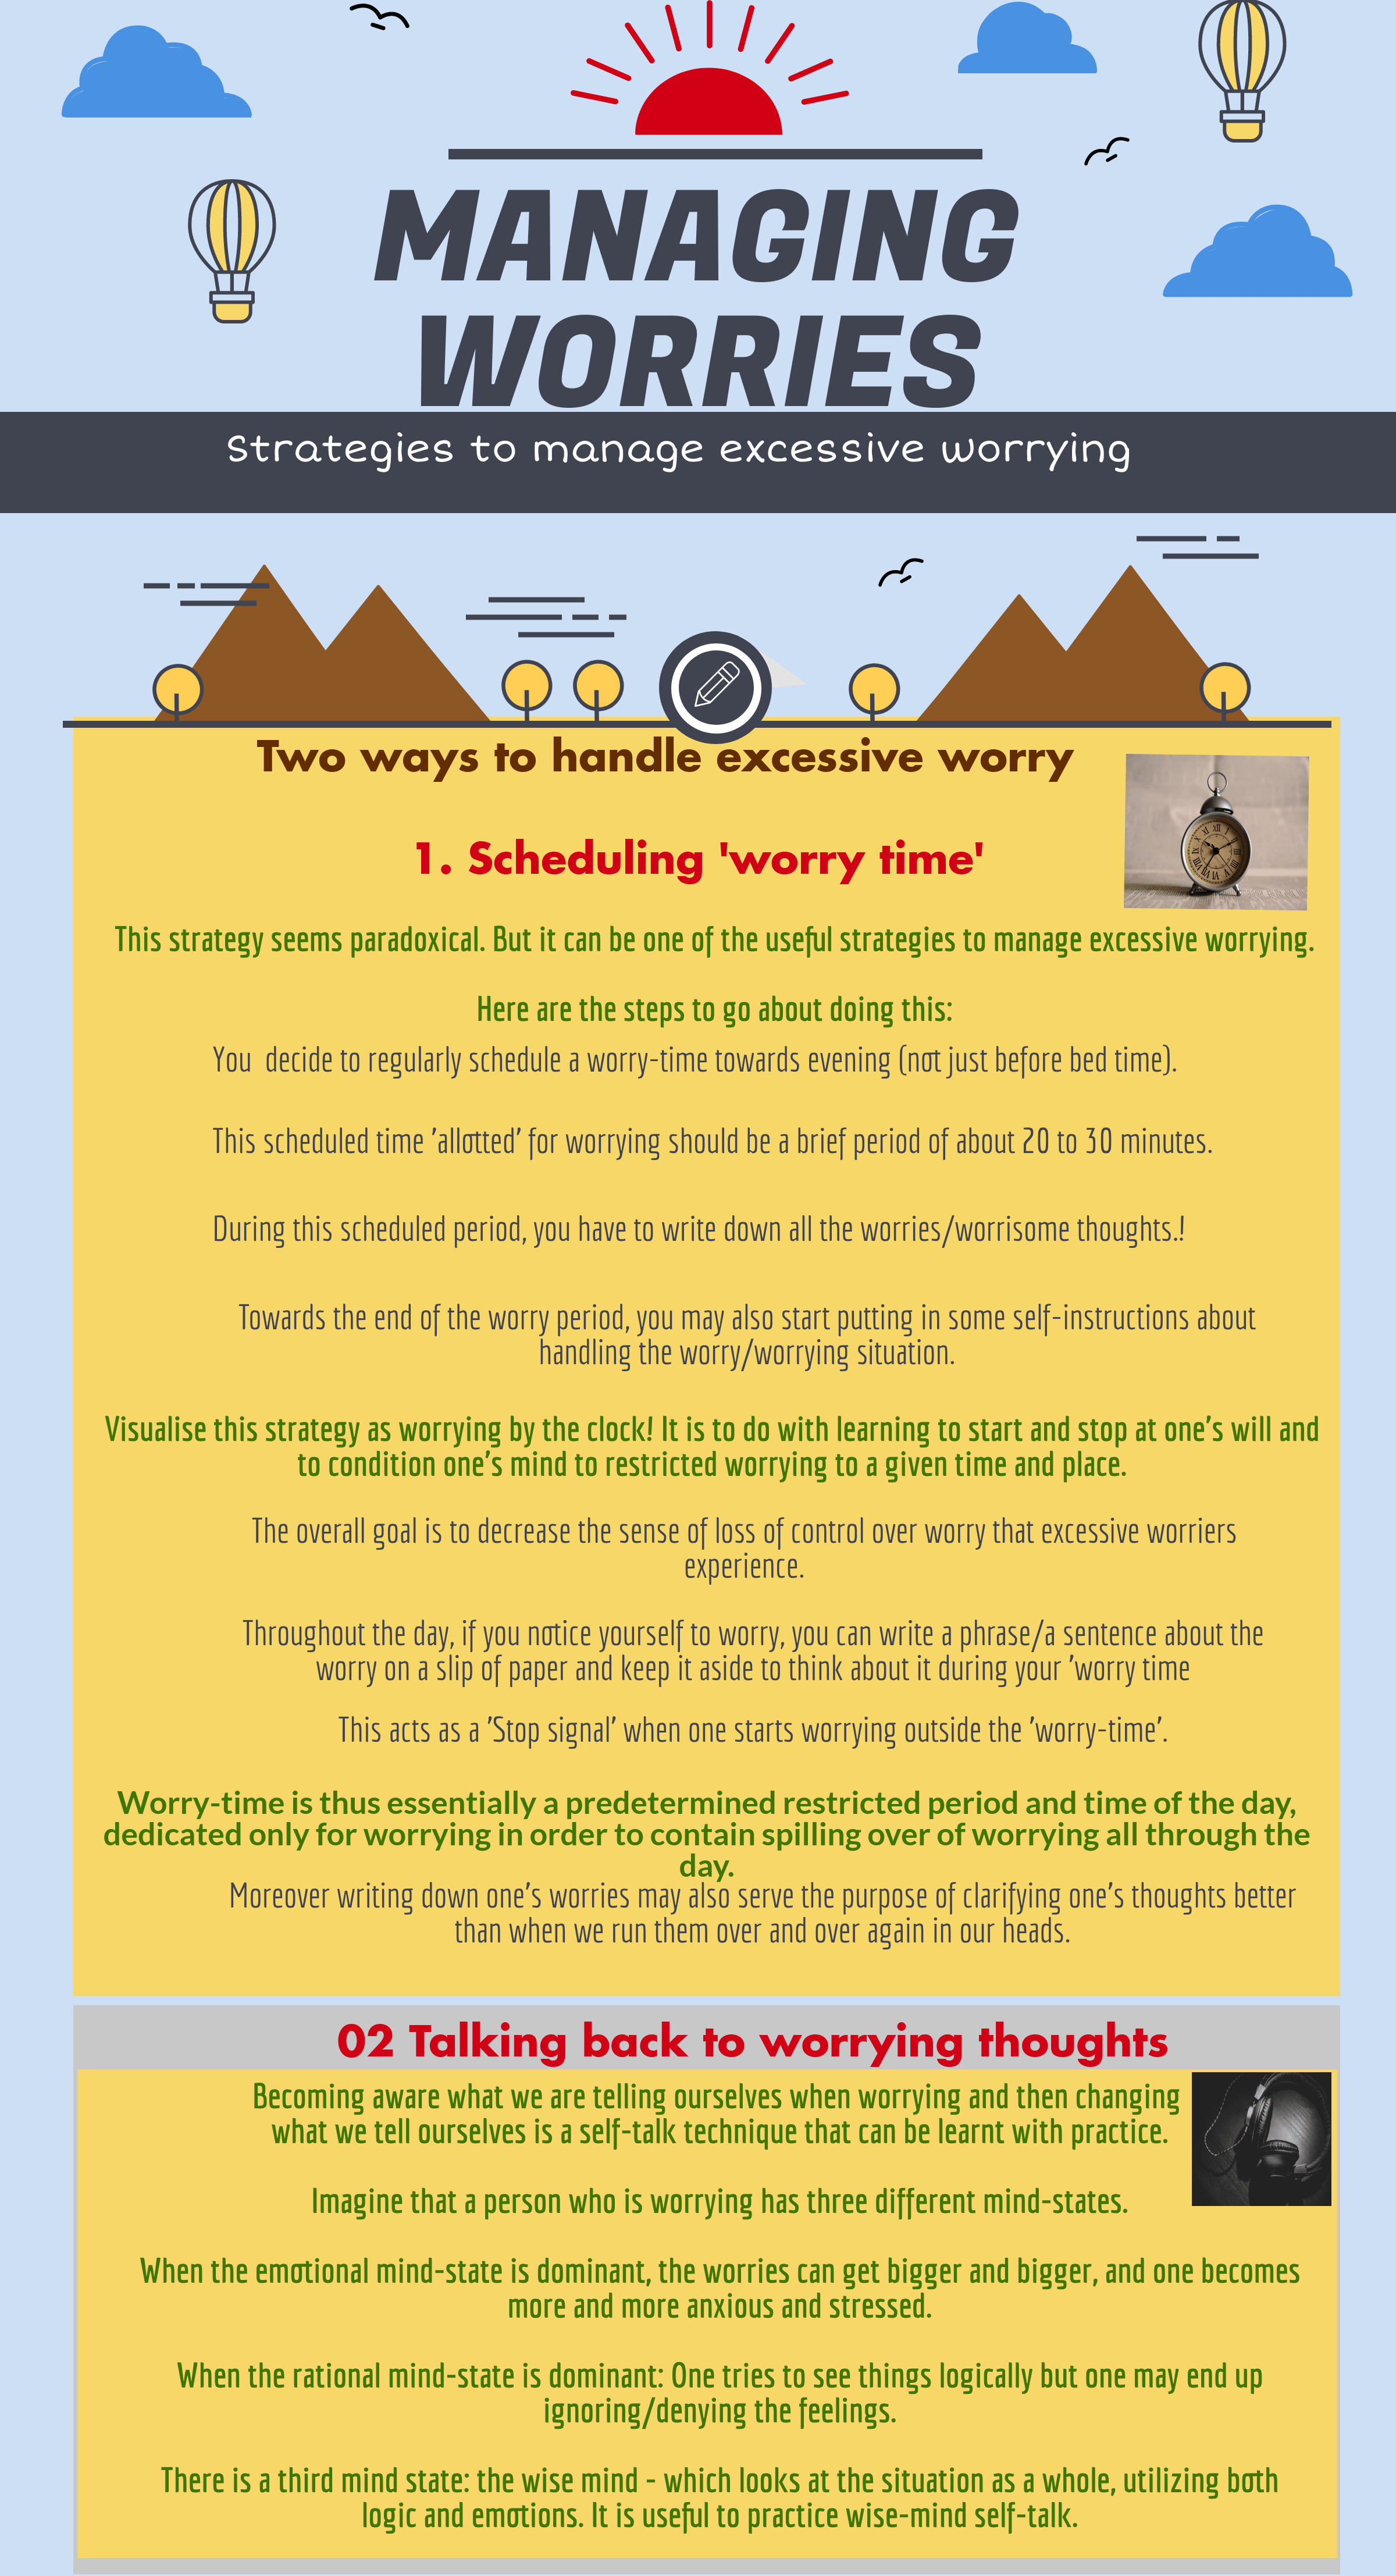 MANAGING
WORRIES
Strategies to manage excessive worrying
Two ways to handle excessive worry
1. Scheduling 'worry time'
This strategy seems paradoxical. But it can be one of the useful strategies to manage excessive worrying.
Here are the steps to go about doing this:
You  decide to regularly schedule a worry-time towards evening (not just before bed time).
This scheduled time 'allotted' for worrying should be a brief period of about 20 to 30 minutes.
During this scheduled period, you have to write down all the worries/worrisome thoughts.!
Towards the end of the worry period, you may also start putting in some self-instructions about
handling the worry/worrying situation.
Visualise this strategy as worrying by the clock! It is to do with learning to start and stop at one's will and
to condition one's mind to restricted worrying to a given time and place.
The overall goal is to decrease the sense of loss of control over worry that excessive worriers
experience.
Throughout the day, if you notice yourself to worry, you can write a phrase/a sentence about the
worry on a slip of paper and keep it aside to think about it during your 'worry time
This acts as a 'Stop signal' when one starts worrying outside the 'worry-time'.
Worry-time is thus essentially a predetermined restricted period and time of the day,
dedicated only for worrying in order to contain spilling over of worrying all through the
day.
Moreover writing down one's worries may also serve the purpose of clarifying one's thoughts better
than when we run them over and over again in our heads.
02 Talking back to worrying thoughts
Becoming aware what we are telling ourselves when worrying and then changing
what we tell ourselves is a self-talk technique that can be learnt with practice.
Imagine that a person who is worrying has three different mind-states.
When the emotional mind-state is dominant, the worries can get bigger and bigger, and one becomes
more and more anxious and stressed.
When the rational mind-state is dominant: One tries to see things logically but one may end up
ignoring/denying the feelings.
There is a third mind state: the wise mind - which looks at the situation as a whole, utilizing both
logic and emotions. It is useful to practice wise-mind self-talk.